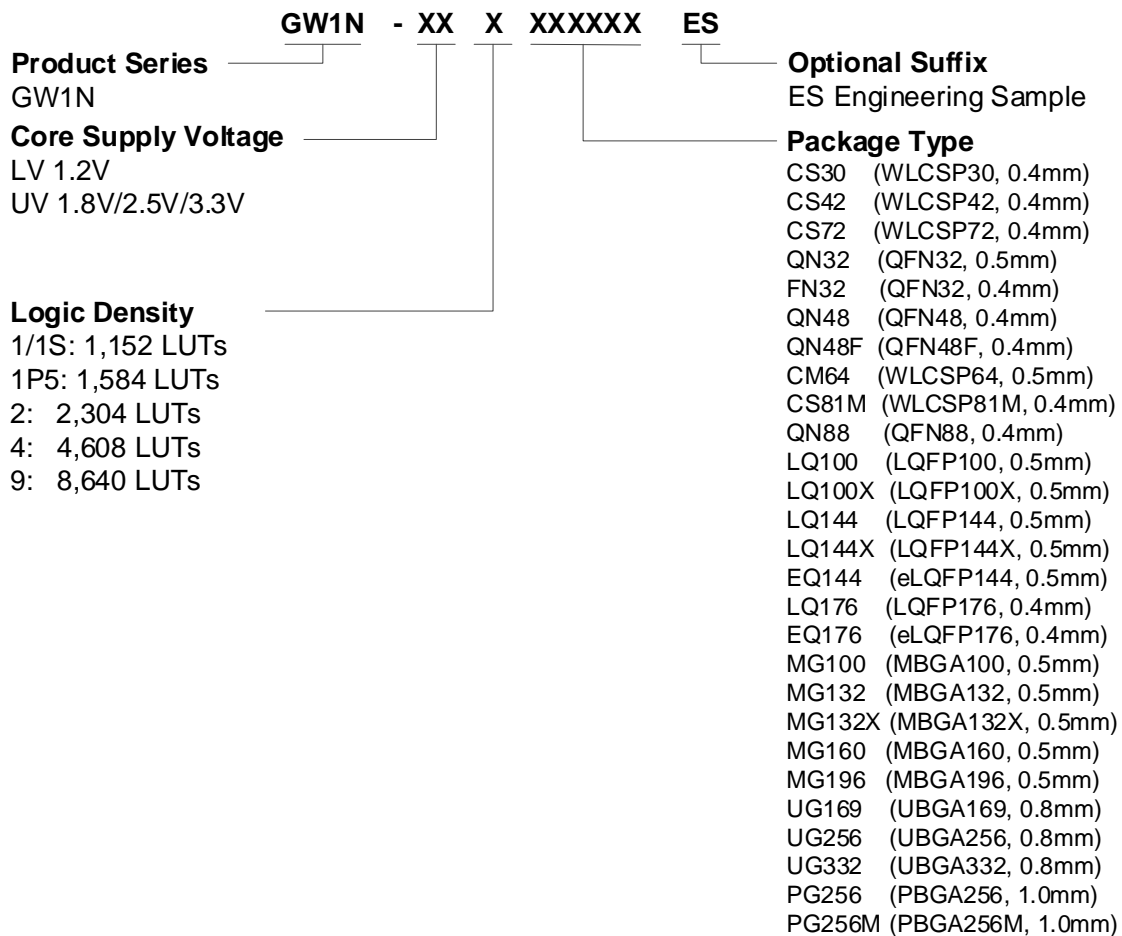 GW1N - XX X XXXXXX ES
Product Series
GW1N
Core Supply Voltage
LV 1.2V
UV 1.8V/2.5V/3.3V
Logic Density
1/1S: 1,152 LUTs
1P5: 1,584 LUTs
2: 2,304 LUTs
4: 4,608 LUTs
9: 8,640 LUTs
Optional Suffix
ES Engineering Sample
Package Type
CS30 (WLCSP30, 0.4mm)
CS42 (WLCSP42, 0.4mm)
CS72 (WLCSP72, 0.4mm)
QN32 (QFN32, 0.5mm)
FN32 (QFN32, 0.4mm)
QN48 (QFN48, 0.4mm)
QN48F (QFN48F, 0.4mm)
CM64 (WLCSP64, 0.5mm)
CS81M (WLCSP81M, 0.4mm)
QN88 (QFN88, 0.4mm)
LQ100 (LQFP100, 0.5mm)
LQ100X (LQFP100X, 0.5mm)
LQ144 (LQFP144, 0.5mm)
LQ144X (LQFP144X, 0.5mm)
EQ144 (eLQFP144, 0.5mm)
LQ176 (LQFP176, 0.4mm)
EQ176 (eLQFP176, 0.4mm)
MG100 (MBGA100, 0.5mm)
MG132 (MBGA132, 0.5mm)
MG132X (MBGA132X, 0.5mm)
MG160 (MBGA160, 0.5mm)
MG196 (MBGA196, 0.5mm)
UG169 (UBGA169, 0.8mm)
UG256 (UBGA256, 0.8mm)
UG332 (UBGA332, 0.8mm)
PG256 (PBGA256, 1.0mm)
PG256M (PBGA256M, 1.0mm)